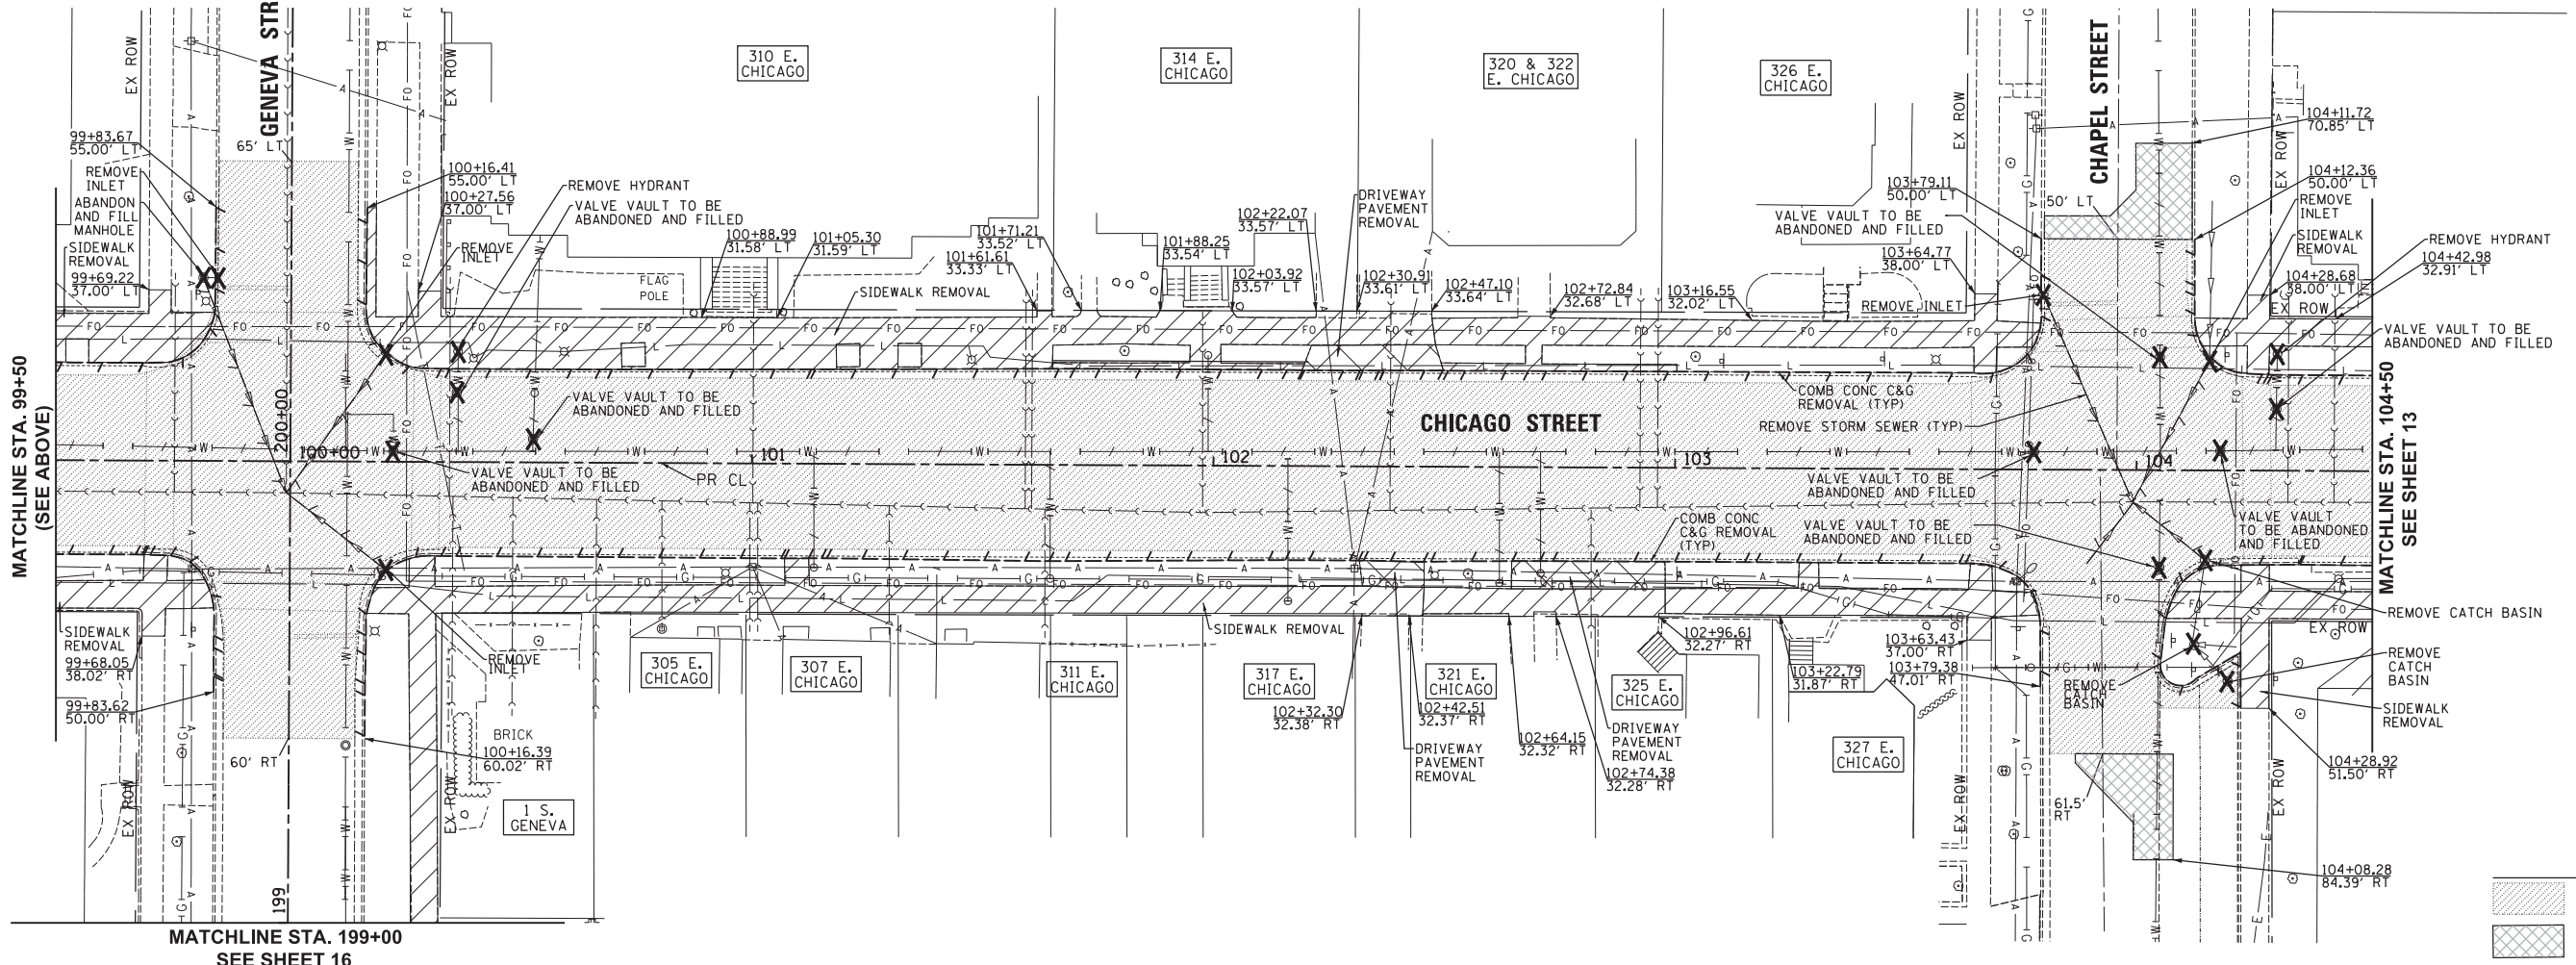 GENEVA STR
EX ROW
EX ROW
310 E.
CHICAGO
314 E.
CHICAGO
320 & 322
E. CHICAGO
326 E.
CHICAGO
EX ROW
CHAPEL STREET
EX ROW
104+11.72
70.85' LT
99+83.67
55.00' LT
65' LT
REMOVE
INLET
ABANDON
AND FILL
MANHOLE
SIDEWALK
REMOVAL
99+69.22
37.00' LT
100+16.41
55.00' LT
100+27.56
37.00' LT
REMOVE
INLET
REMOVE HYDRANT
VALVE VAULT TO BE
ABANDONED AND FILLED
FLAG
POLE
100+88.99
31.58' LT
101+05.30
31.59' LT
SIDEWALK REMOVAL
101+61.61
33.33' LT
101+71.21
33.52' LT
101+88.25
33.54' LT
102+03.92
33.57' LT
102+22.07
33.57' LT
DRIVEWAY
PAVEMENT
REMOVAL
102+30.91
33.61' LT
102+47.10
33.64' LT
102+72.84
32.68' LT
103+16.55
32.02' LT
103+79.11
50.00' LT
VALVE VAULT TO BE
ABANDONED AND FILLED
103+64.77
38.00' LT
REMOVE INLET
50' LT
104+12.36
50.00' LT
REMOVE
INLET
SIDEWALK
REMOVAL
104+28.68
38.00' LT
EX ROW
REMOVE HYDRANT
104+42.98
32.91' LT
VALVE VAULT TO BE
ABANDONED AND FILLED
MATCHLINE STA. 99+50
(SEE ABOVE)
200+00
100+00
VALVE VAULT TO BE
ABANDONED AND FILLED
VALVE VAULT TO BE
ABANDONED AND FILLED
PR CL
101
102
103
104
CHICAGO STREET
COMB CONC C&G
REMOVAL (TYP)
REMOVE STORM SEWER (TYP)
VALVE VAULT TO BE
ABANDONED AND FILLED
COMB CONC
C&G REMOVAL
(TYP)
VALVE VAULT TO BE
ABANDONED AND FILLED
VALVE VAULT
TO BE ABANDONED
AND FILLED
MATCHLINE STA. 104+50
SEE SHEET 13
SIDEWALK
REMOVAL
99+68.05
38.02' RT
99+83.62
50.00' RT
60' RT
EX ROW
REMOVE
INLET
BRICK
100+16.39
60.02' RT
EX ROW
1 S.
GENEVA
305 E.
CHICAGO
307 E.
CHICAGO
311 E.
CHICAGO
SIDEWALK REMOVAL
317 E.
CHICAGO
102+32.30
32.38' RT
321 E.
CHICAGO
102+42.51
32.37' RT
DRIVEWAY
PAVEMENT
REMOVAL
102+64.15
32.32' RT
325 E.
CHICAGO
102+96.61
32.27' RT
DRIVEWAY
PAVEMENT
REMOVAL
102+74.38
32.28' RT
103+22.79
31.87' RT
327 E.
CHICAGO
103+63.43
37.00' RT
103+79.38
47.01' RT
EX ROW
REMOVE
CATCH
BASIN
61.5'
RT
REMOVE CATCH BASIN
EX ROW
REMOVE
CATCH
BASIN
SIDEWALK
REMOVAL
104+28.92
51.50' RT
EX ROW
104+08.28
84.39' RT
199
MATCHLINE STA. 199+00
SEE SHEET 16